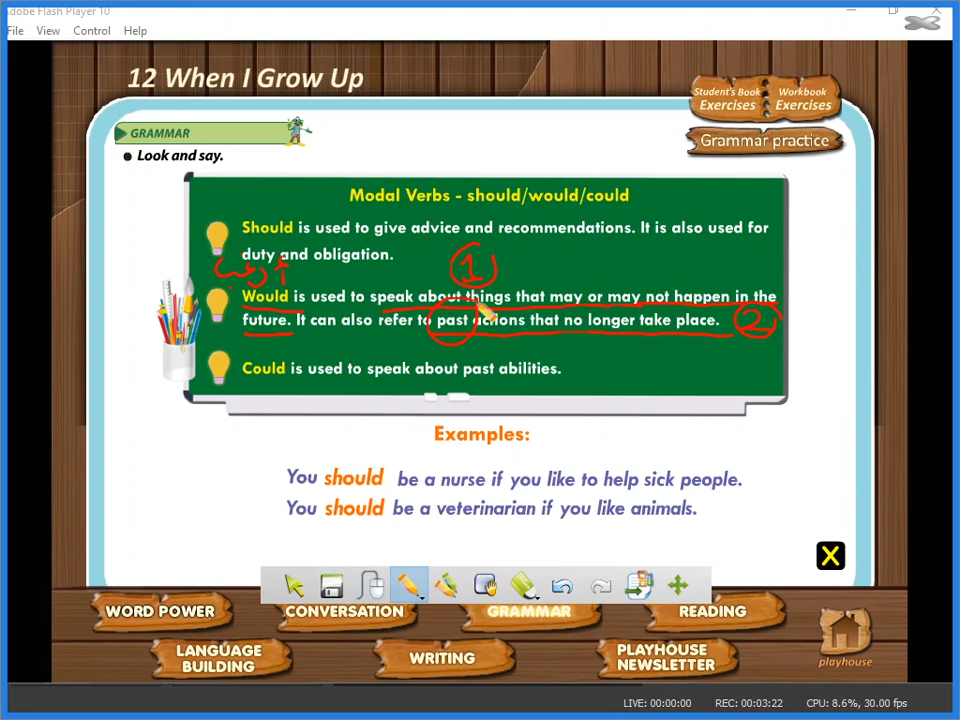 Adobe Flash Player 10
File View Control Help
12 When I Grow Up
Student's Book
Exercises
Workbook
Exercises
GRAMMAR
Grammar practice
Look and say.
Modal Verbs - should/would/could
Should is used to give advice and recommendations. It is also used for
duty and obligation.
1
Would is used to speak about things that may or may not happen in the
future. It can also refer to past actions that no longer take place.
2
Could is used to speak about past abilities.
Examples:
You should be a nurse if you like to help sick people.
You should be a veterinarian if you like animals.
X
WORD POWER
CONVERSATION
GRAMMAR
READING
LANGUAGE
BUILDING
WRITING
PLAYHOUSE
NEWSLETTER
playhouse
LIVE: 00:00:00 REC: 00:03:22 CPU: 8.6%, 30.00 fps